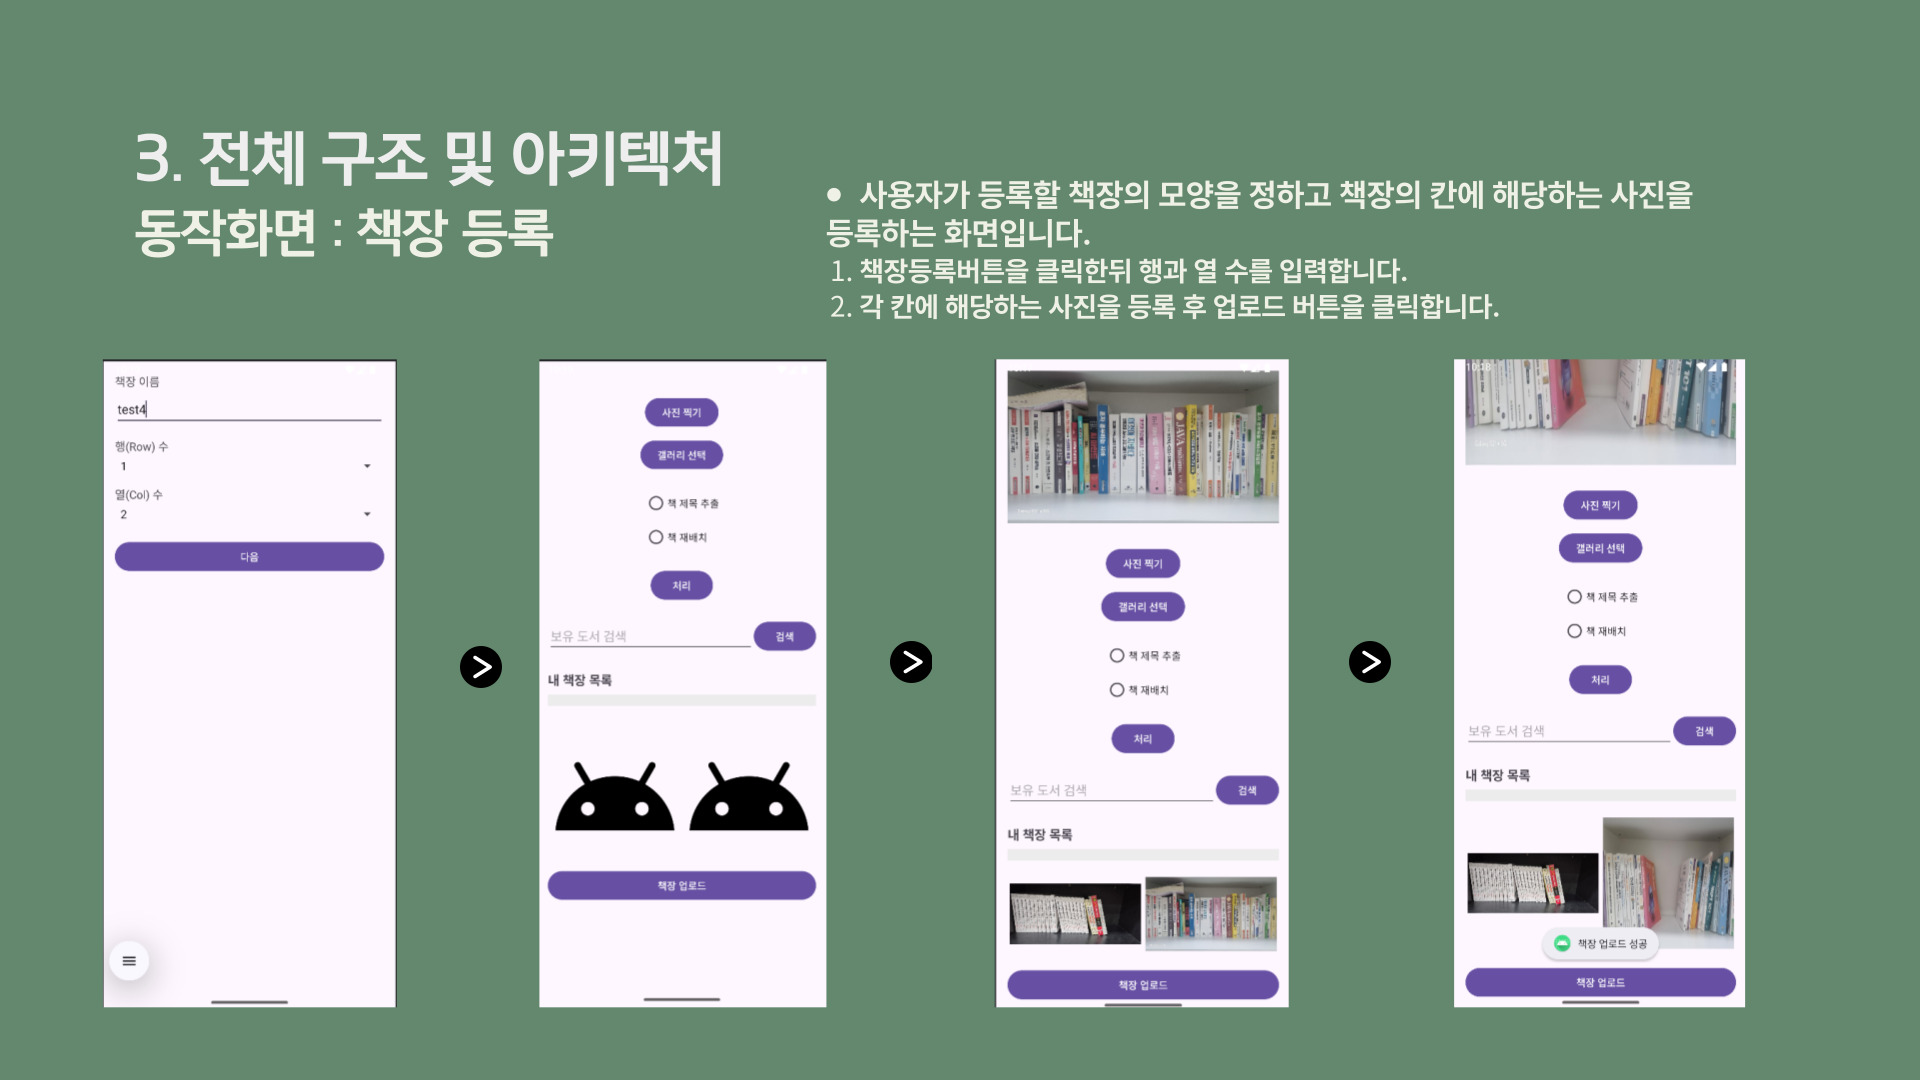 3. 전체 구조 및 아키텍처
동작화면 : 책장 등록
● 사용자가 등록할 책장의 모양을 정하고 책장의 칸에 해당하는 사진을
등록하는 화면입니다.
1. 책장등록버튼을 클릭한뒤 행과 열 수를 입력합니다.
2. 각 칸에 해당하는 사진을 등록 후 업로드 버튼을 클릭합니다.
책장 이름
test4
행(Row) 수
1
열(Col) 수
2
다음
사진 찍기
갤러리 선택
책 제목 추출
책 재배치
처리
보유 도서 검색
검색
내 책장 목록
책장 업로드
JAVA
사진 찍기
갤러리 선택
책 제목 추출
책 재배치
처리
보유 도서 검색
검색
내 책장 목록
책장 업로드
10:18
사진 찍기
갤러리 선택
책 제목 추출
책 재배치
처리
보유 도서 검색
검색
내 책장 목록
책장 업로드 성공
책장 업로드